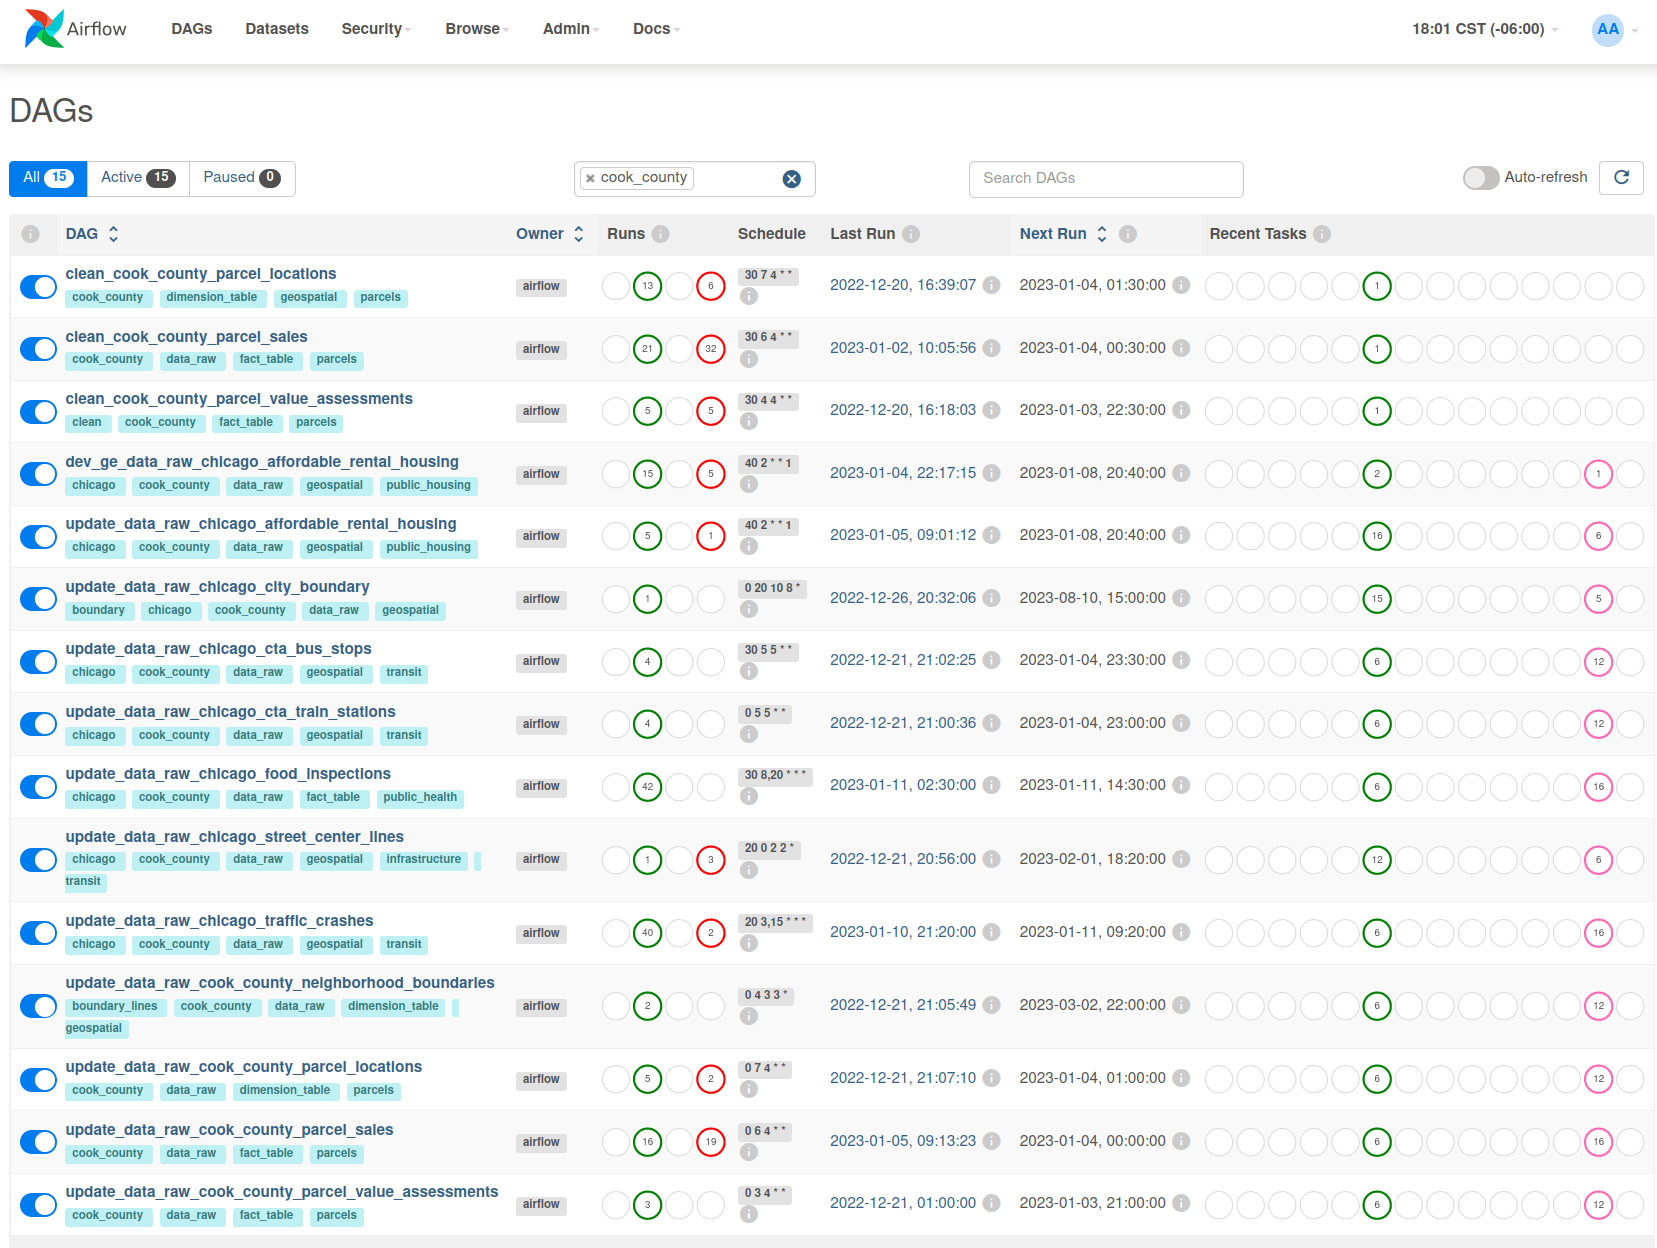 Airflow DAGs Datasets Security Browse Admin Docs 18:01 CST (-06:00) AA
DAGs
All 15 Active 15 Paused 0 cook_county Search DAGs Auto-refresh
DAG Owner Runs Schedule Last Run Next Run Recent Tasks
clean_cook_county_parcel_locations
cook_county dimension_table geospatial parcels
airflow 13 6 30 7 4 * * 2022-12-20, 16:39:07 2023-01-04, 01:30:00 1
clean_cook_county_parcel_sales
cook_county data_raw fact_table parcels
airflow 21 32 30 6 4 * * 2023-01-02, 10:05:56 2023-01-04, 00:30:00 1
clean_cook_county_parcel_value_assessments
clean cook_county fact_table parcels
airflow 5 5 30 4 4 * * 2022-12-20, 16:18:03 2023-01-03, 22:30:00 1
dev_ge_data_raw_chicago_affordable_rental_housing
chicago cook_county data_raw geospatial public_housing
airflow 15 5 40 2 * * 1 2023-01-04, 22:17:15 2023-01-08, 20:40:00 2 1
update_data_raw_chicago_affordable_rental_housing
chicago cook_county data_raw geospatial public_housing
airflow 5 1 40 2 * * 1 2023-01-05, 09:01:12 2023-01-08, 20:40:00 16 6
update_data_raw_chicago_city_boundary
boundary chicago cook_county data_raw geospatial
airflow 1 0 20 10 8 * 2022-12-26, 20:32:06 2023-08-10, 15:00:00 15 5
update_data_raw_chicago_cta_bus_stops
chicago cook_county data_raw geospatial transit
airflow 4 30 5 5 * * 2022-12-21, 21:02:25 2023-01-04, 23:30:00 6 12
update_data_raw_chicago_cta_train_stations
chicago cook_county data_raw geospatial transit
airflow 4 0 5 5 * * 2022-12-21, 21:00:36 2023-01-04, 23:00:00 6 12
update_data_raw_chicago_food_inspections
chicago cook_county data_raw fact_table public_health
airflow 42 30 8,20 * * * 2023-01-11, 02:30:00 2023-01-11, 14:30:00 6 16
update_data_raw_chicago_street_center_lines
chicago cook_county data_raw geospatial infrastructure
transit
airflow 1 3 20 0 2 2 * 2022-12-21, 20:56:00 2023-02-01, 18:20:00 12 6
update_data_raw_chicago_traffic_crashes
chicago cook_county data_raw geospatial transit
airflow 40 2 20 3,15 * * * 2023-01-10, 21:20:00 2023-01-11, 09:20:00 6 16
update_data_raw_cook_county_neighborhood_boundaries
boundary_lines cook_county data_raw dimension_table
geospatial
airflow 2 0 4 3 3 * 2022-12-21, 21:05:49 2023-03-02, 22:00:00 6 12
update_data_raw_cook_county_parcel_locations
cook_county data_raw dimension_table parcels
airflow 5 2 0 7 4 * * 2022-12-21, 21:07:10 2023-01-04, 01:00:00 6 12
update_data_raw_cook_county_parcel_sales
cook_county data_raw fact_table parcels
airflow 16 19 0 6 4 * * 2023-01-05, 09:13:23 2023-01-04, 00:00:00 6 16
update_data_raw_cook_county_parcel_value_assessments
cook_county data_raw fact_table parcels
airflow 3 0 3 4 * * 2022-12-21, 01:00:00 2023-01-03, 21:00:00 6 12